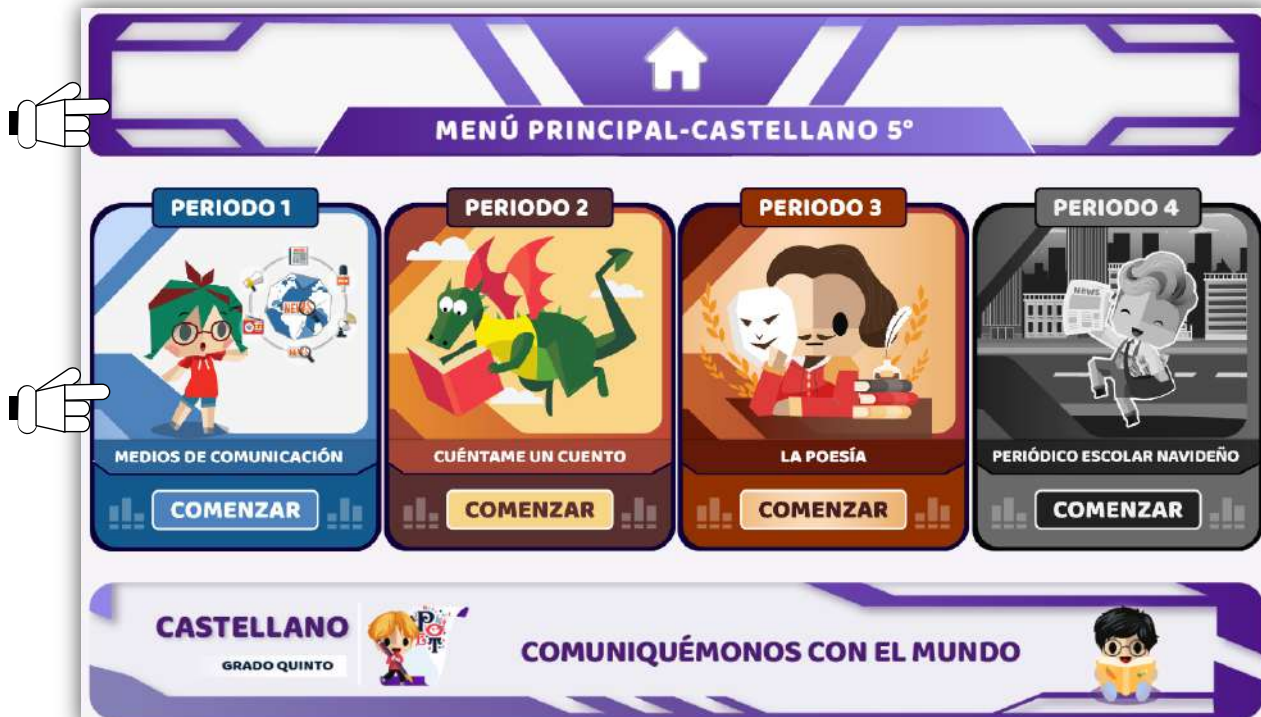 MENÚ PRINCIPAL-CASTELLANO 5°
PERIODO 1
PERIODO 2
PERIODO 3
PERIODO 4
NEWS
NEWS
MEDIOS DE COMUNICACIÓN
CUÉNTAME UN CUENTO
LA POESÍA
PERIÓDICO ESCOLAR NAVIDEÑO
COMENZAR
COMENZAR
COMENZAR
COMENZAR
CASTELLANO
GRADO QUINTO
COMUNIQUÉMONOS CON EL MUNDO